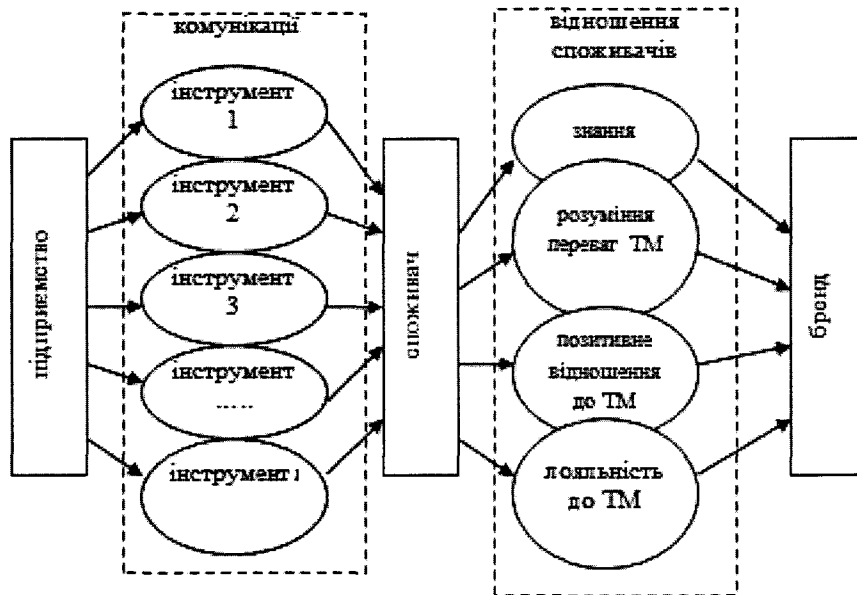 комунікації
відношення
споживачів
підприємство
інструмент
1
інструмент
2
інструмент
3
інструмент
.....
інструмент і
споживач
знання
розуміння
переваг ТМ
позитивне
відношення
до ТМ
лояльність
до ТМ
бренд